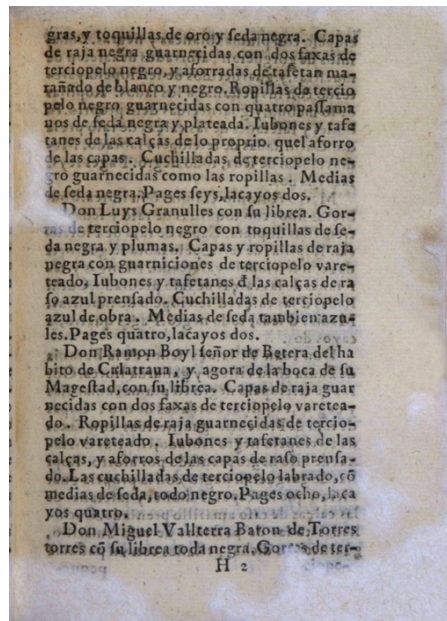 gras, y toquillas de oro y seda negra. Capas
de raja negra guarnecidas con dos faxas de
terciopelo negro, y aforradas de tafetan ma-
rañado de blanco y negro. Ropillas de tercio
pelo negro guarnecidas con quatro passama
nos de seda negra y plateada. Iubones y tafe
tanes de las calças de lo proprio, quel aforro
de las capas. Cuchilladas de terciopelo ne-
gro guarnecidas como las ropillas. Medias
de seda negra. Pages seys, lacayos dos.
Don Luys Granulles con su librea. Gor-
ras de terciopelo negro con toquillas de se-
da negra y plumas. Capas y ropillas de raja
negra con guarniciones de terciopelo vare-
teado, Iubones y tafetanes đ las calças de ra
so azul prensado. Cuchilladas de terciopelo
azul de obra. Medias de seda tambien azu-
les. Pages quatro, lacayos dos.
Don Ramon Boyl señor de Betera del ha
bito de Calatraua, y agora de la boca de su
Magestad, con su librea. Capas de raja guar
necidas con dos faxas de terciopelo varetea-
do. Ropillas de raja guarnecidas de tercio-
pelo vareteado. Iubones y tafetanes de las
calças, y aforros de las capas de raso prensa-
do. Las cuchilladas de terciopelo labrado, cõ
medias de seda, todo negro. Pages ocho, laca
yos quatro.
Don Miguel Vallterra Baron de Torres
torres cõ su librea toda negra. Gorras de ter-
H 2